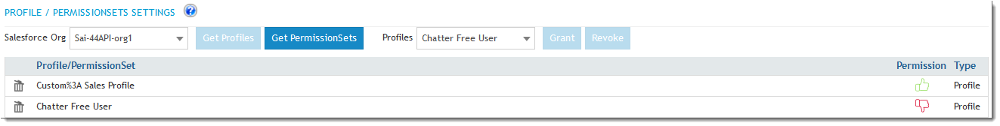 PROFILE / PERMISSIONSETS SETTINGS ?
Salesforce Org Sai-44API-org1 Get Profiles Get PermissionSets Profiles Chatter Free User Grant Revoke
Profile/PermissionSet Permission Type
Custom%3A Sales Profile Profile
Chatter Free User Profile